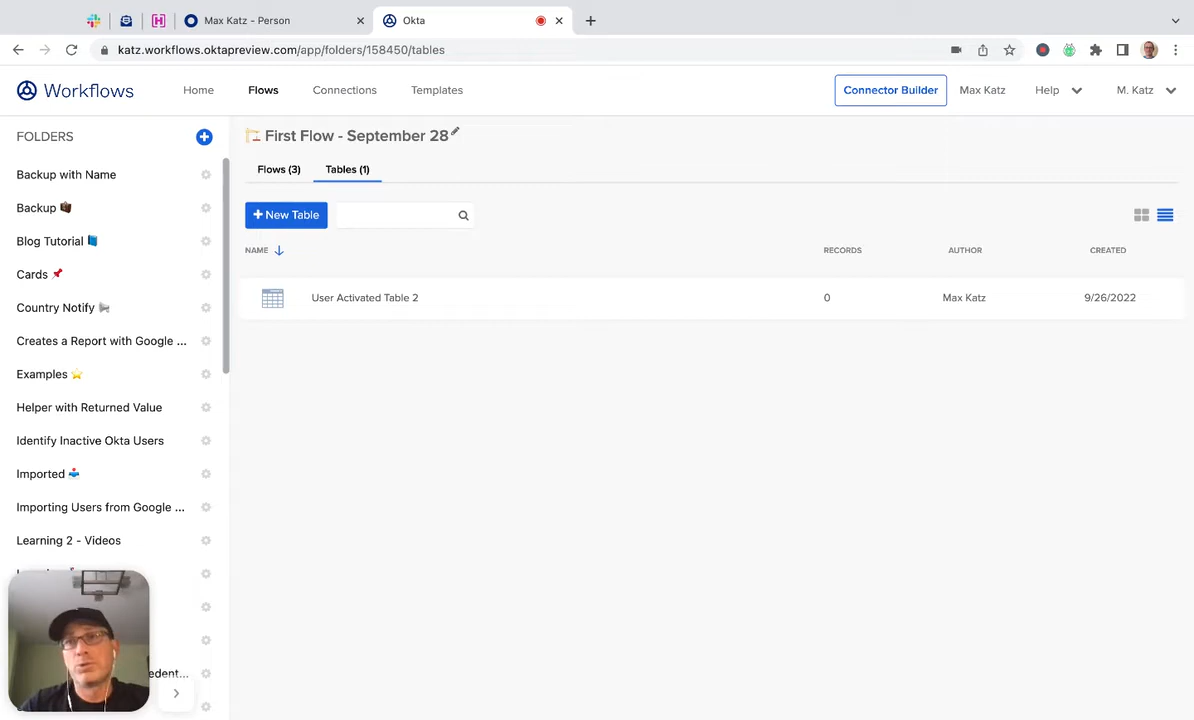 Max Katz - Person
Okta
katz.workflows.oktapreview.com/app/folders/158450/tables
Workflows
Home
Flows
Connections
Templates
Connector Builder
Max Katz
Help
M. Katz
FOLDERS
First Flow - September 28
Flows (3)
Tables (1)
+ New Table
NAME
RECORDS
AUTHOR
CREATED
User Activated Table 2
0
Max Katz
9/26/2022
Backup with Name
Backup
Blog Tutorial
Cards
Country Notify
Creates a Report with Google ...
Examples
Helper with Returned Value
Identify Inactive Okta Users
Imported
Importing Users from Google ...
Learning 2 - Videos
edent...